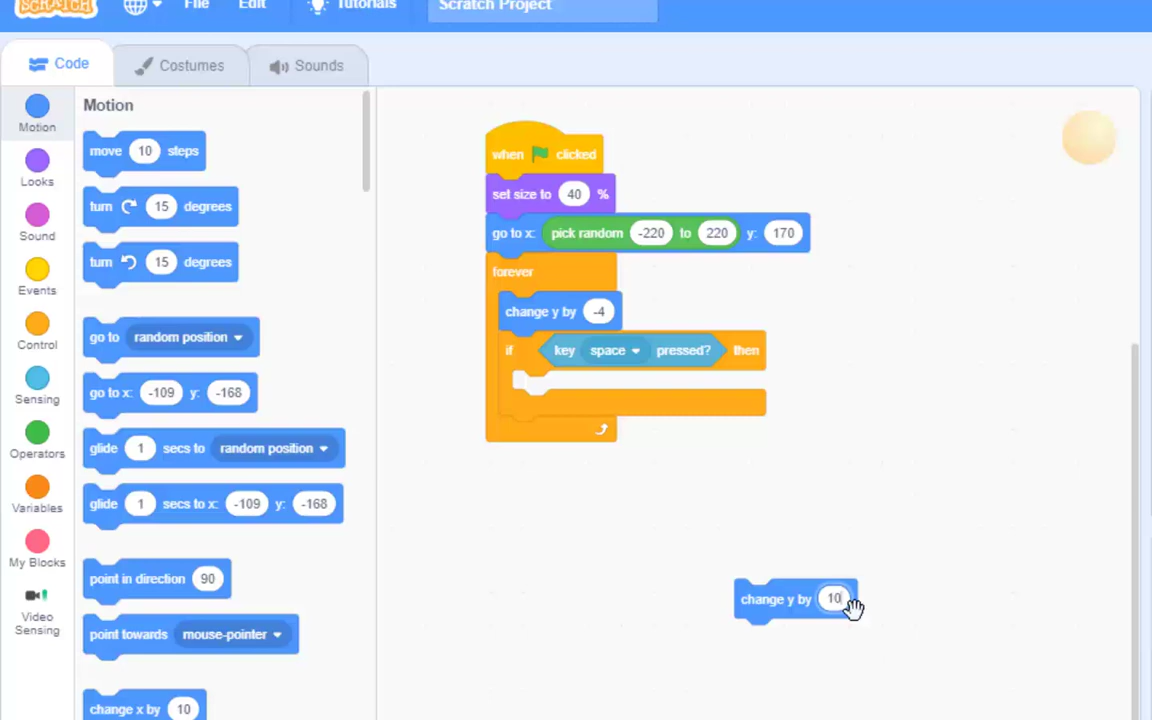 SCRATCH File Edit Tutorials Scratch Project
Code Costumes Sounds
Motion
Looks
Sound
Events
Control
Sensing
Operators
Variables
My Blocks
Video
Sensing
Motion
move 10 steps
turn 15 degrees
turn 15 degrees
go to random position
go to x: -109 y: -168
glide 1 secs to random position
glide 1 secs to x: -109 y: -168
point in direction 90
point towards mouse-pointer
change x by 10
when clicked
set size to 40 %
go to x: pick random -220 to 220 y: 170
forever
change y by -4
if key space pressed? then
change y by 10